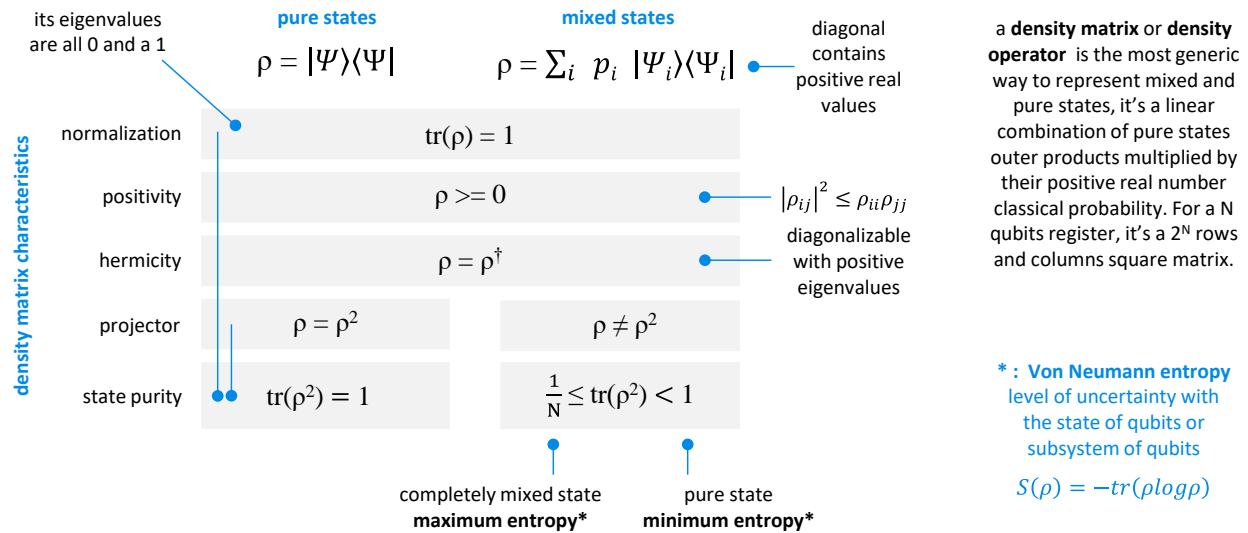 its eigenvalues
are all 0 and a 1
pure states
ρ = |Ψ⟩⟨Ψ|
mixed states
ρ = ∑ᵢ pᵢ |Ψᵢ⟩⟨Ψᵢ|
diagonal
contains
positive real
values
density matrix characteristics
normalization
tr(ρ) = 1
positivity
ρ >= 0
|ρᵢⱼ|² ≤ ρᵢᵢρⱼⱼ
hermicity
ρ = ρ†
diagonalizable
with positive
eigenvalues
projector
ρ = ρ²
ρ ≠ ρ²
state purity
tr(ρ²) = 1
1/N ≤ tr(ρ²) < 1
completely mixed state
maximum entropy*
pure state
minimum entropy*
a density matrix or density
operator is the most generic
way to represent mixed and
pure states, it's a linear
combination of pure states
outer products multiplied by
their positive real number
classical probability. For a N
qubits register, it's a 2ᴺ rows
and columns square matrix.
* : Von Neumann entropy
level of uncertainty with
the state of qubits or
subsystem of qubits
S(ρ) = −tr(ρlogρ)